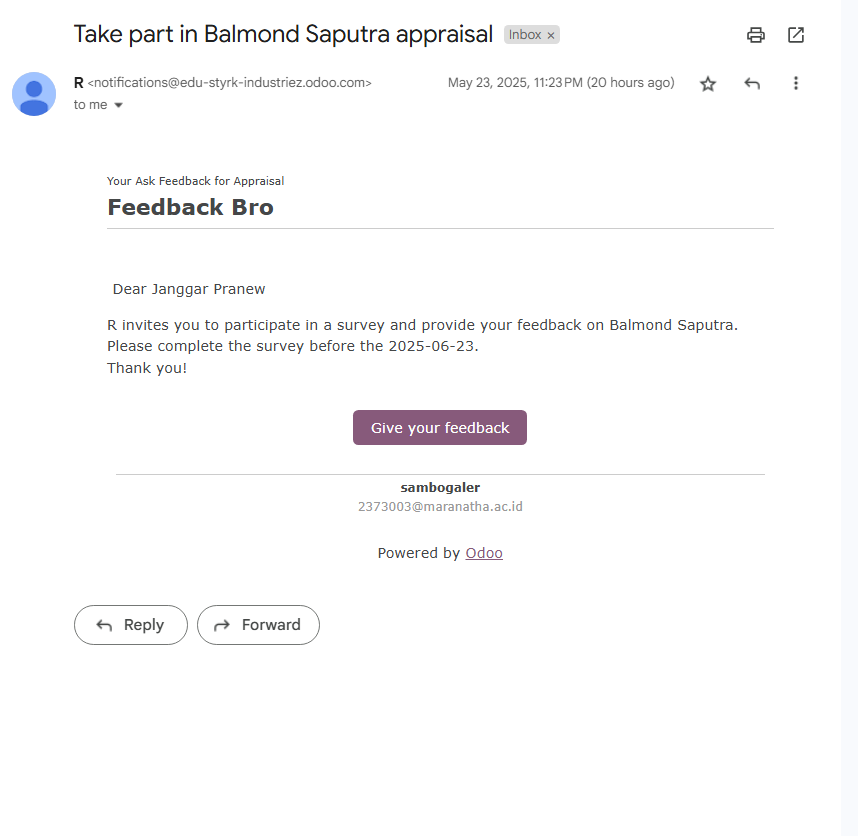 Take part in Balmond Saputra appraisal Inbox ×
R <notifications@edu-styrk-industriez.odoo.com> May 23, 2025, 11:23 PM (20 hours ago)
to me
Your Ask Feedback for Appraisal
Feedback Bro
Dear Janggar Pranew
R invites you to participate in a survey and provide your feedback on Balmond Saputra.
Please complete the survey before the 2025-06-23.
Thank you!
Give your feedback
sambogaler
2373003@maranatha.ac.id
Powered by Odoo
Reply Forward